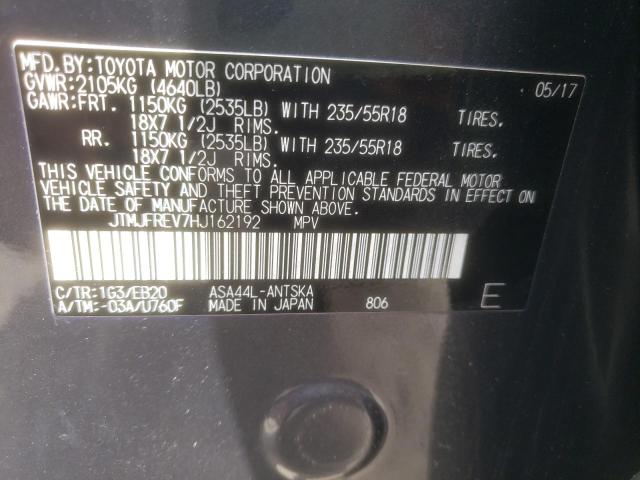 MFD.BY:TOYOTA MOTOR CORPORATION 05/17
GVWR:2105KG (4640LB)
GAWR:FRT. 1150KG (2535LB) WITH 235/55R18 TIRES.
18X7 1/2J RIMS.
RR. 1150KG (2535LB) WITH 235/55R18 TIRES.
18X7 1/2J RIMS.
THIS VEHICLE CONFORMS TO ALL APPLICABLE FEDERAL MOTOR
VEHICLE SAFETY AND THEFT PREVENTION STANDARDS IN EFFECT ON
THE DATE OF MANUFACTURE SHOWN ABOVE.
JTMJFREV7HJ162192 MPV
C/TR:1G3/EB20 ASA44L-ANTSKA
A/TM:-03A/U760F MADE IN JAPAN 806 E